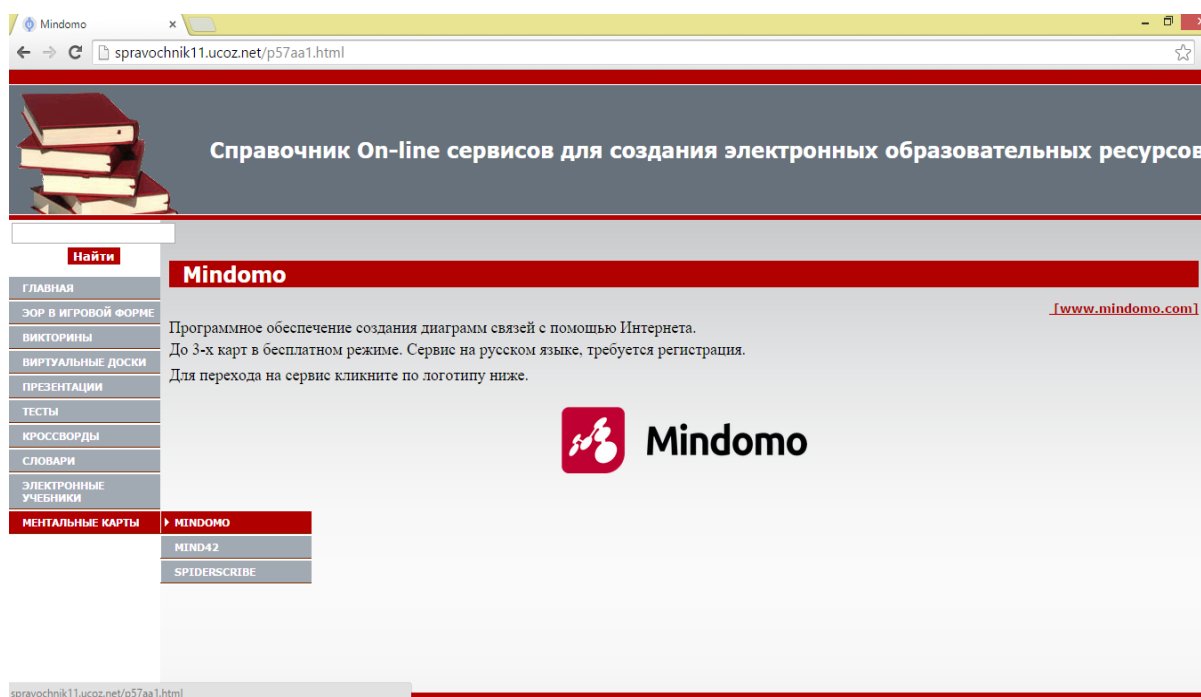 Mindomo
spravochnik11.ucoz.net/p57aa1.html
Справочник On-line сервисов для создания электронных образовательных ресурсов
Найти
ГЛАВНАЯ
ЭОР В ИГРОВОЙ ФОРМЕ
ВИКТОРИНЫ
ВИРТУАЛЬНЫЕ ДОСКИ
ПРЕЗЕНТАЦИИ
ТЕСТЫ
КРОССВОРДЫ
СЛОВАРИ
ЭЛЕКТРОННЫЕ
УЧЕБНИКИ
МЕНТАЛЬНЫЕ КАРТЫ
MINDOMO
MIND42
SPIDERSCRIBE
Mindomo
[www.mindomo.com]
Программное обеспечение создания диаграмм связей с помощью Интернета.
До 3-х карт в бесплатном режиме. Сервис на русском языке, требуется регистрация.
Для перехода на сервис кликните по логотипу ниже.
Mindomo
spravochnik11.ucoz.net/p57aa1.html